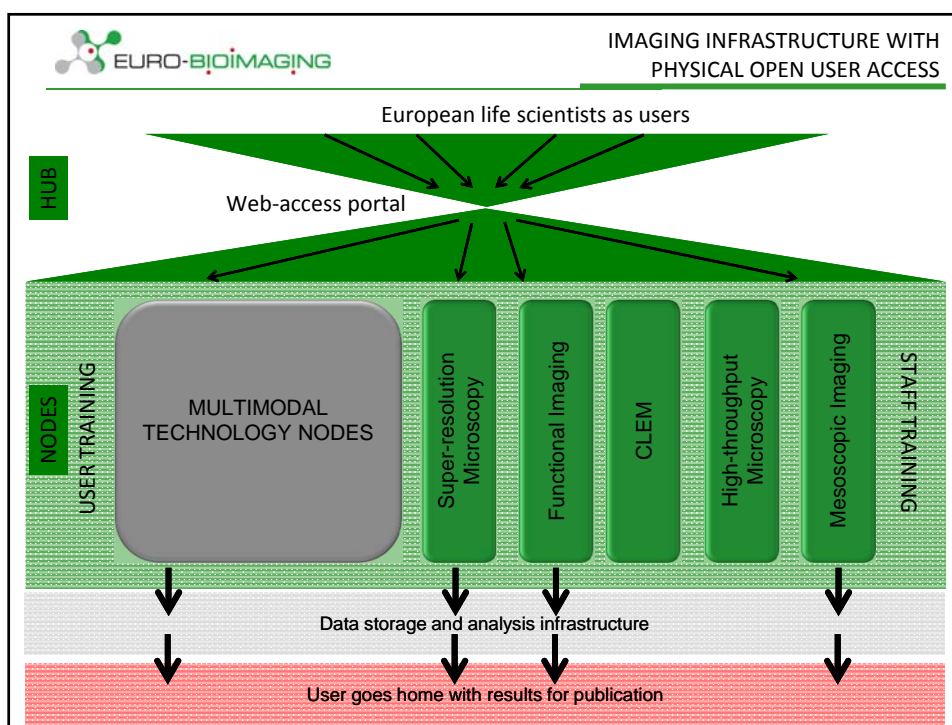 EURO-BIOIMAGING
IMAGING INFRASTRUCTURE WITH
PHYSICAL OPEN USER ACCESS
European life scientists as users
HUB
Web-access portal
NODES
USER TRAINING
MULTIMODAL
TECHNOLOGY NODES
Super-resolution
Microscopy
Functional Imaging
CLEM
High-throughput
Microscopy
Mesoscopic Imaging
STAFF TRAINING
Data storage and analysis infrastructure
User goes home with results for publication